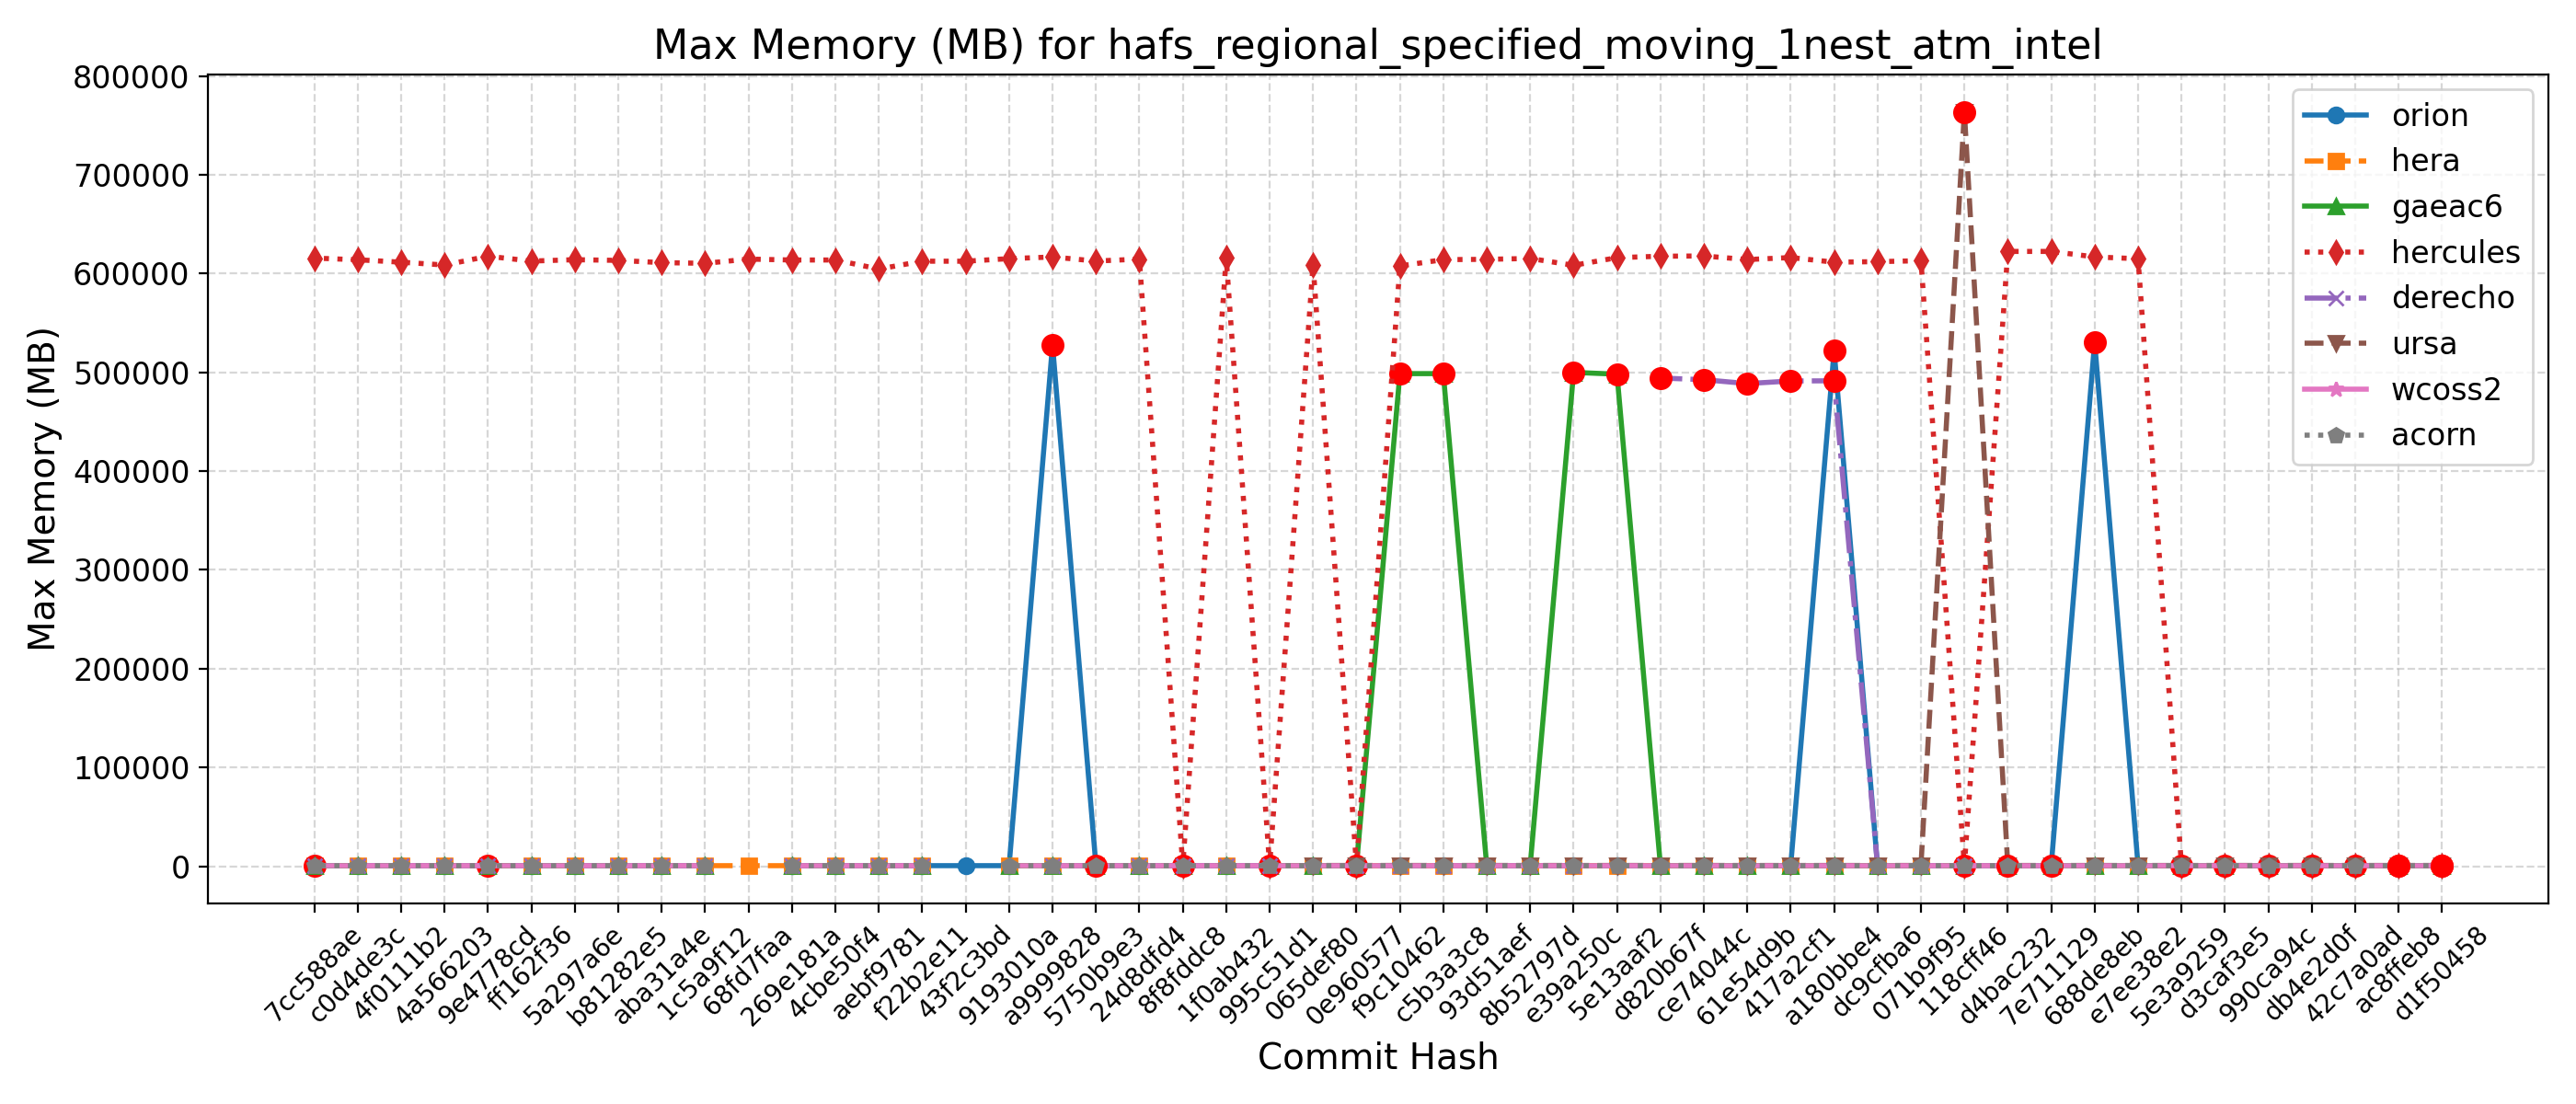 Max Memory (MB) for hafs_regional_specified_moving_1nest_atm_intel
Max Memory (MB)
800000
700000
600000
500000
400000
300000
200000
100000
0
orion
hera
gaeac6
hercules
derecho
ursa
wcoss2
acorn
7cc588ae
c0d4de3c
4f0111b2
4a566203
9e4778cd
ff162f36
5a297a6e
b81282e5
aba31a4e
1c5a9f12
68fd7faa
269e181a
4cbe50f4
aebf9781
f22b2e11
43f2c3bd
9193010a
a9999828
5750b9e3
24d8dfd4
8f8fddc8
1f0ab432
995c51d1
065def80
0e960577
f9c10462
c5b3a3c8
93d51aef
8b52797d
e39a250c
5e13aaf2
d820b67f
ce74044c
61e54d9b
417a2cf1
a180bbe4
dc9cfba6
071b9f95
118cff46
d4bac232
7e711129
688de8eb
e7ee38e2
5e3a9259
d3caf3e5
990ca94c
db4e2d0f
42c7a0ad
ac8ffeb8
d1f50458
Commit Hash